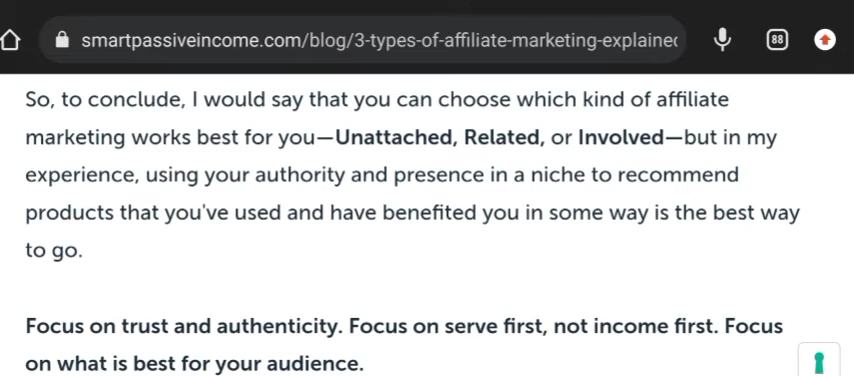 smartpassiveincome.com/blog/3-types-of-affiliate-marketing-explained
88
So, to conclude, I would say that you can choose which kind of affiliate
marketing works best for you—Unattached, Related, or Involved—but in my
experience, using your authority and presence in a niche to recommend
products that you've used and have benefited you in some way is the best way
to go.
Focus on trust and authenticity. Focus on serve first, not income first. Focus
on what is best for your audience.